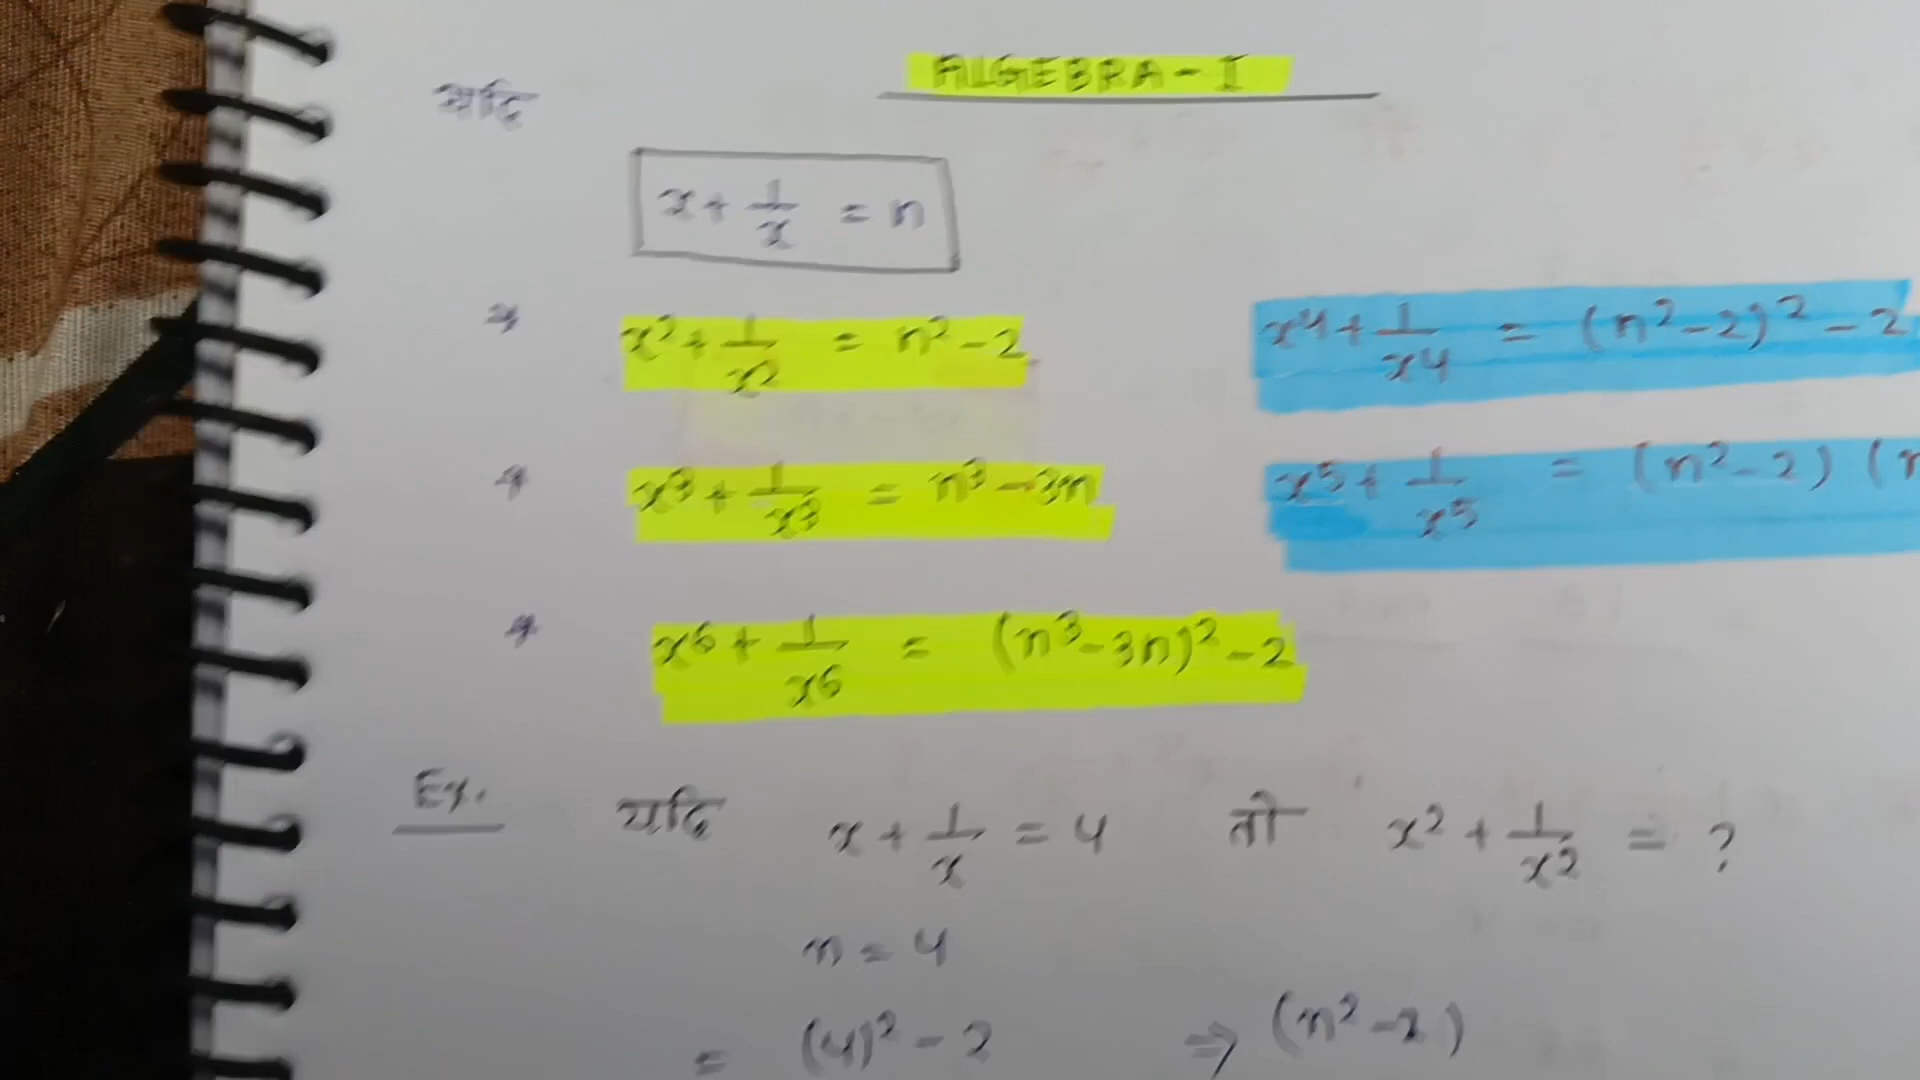 ALGEBRA-I
यदि
x + 1/x = n
⇒ x² + 1/x² = n² - 2
x⁴ + 1/x⁴ = (n² - 2)² - 2
⇒ x³ + 1/x³ = n³ - 3n
x⁵ + 1/x⁵ = (n² - 2) (
⇒ x⁶ + 1/x⁶ = (n³ - 3n)² - 2
Ex. यदि x + 1/x = 4 तो x² + 1/x² = ?
n = 4
= (4)² - 2 ⇒ (n² - 2)